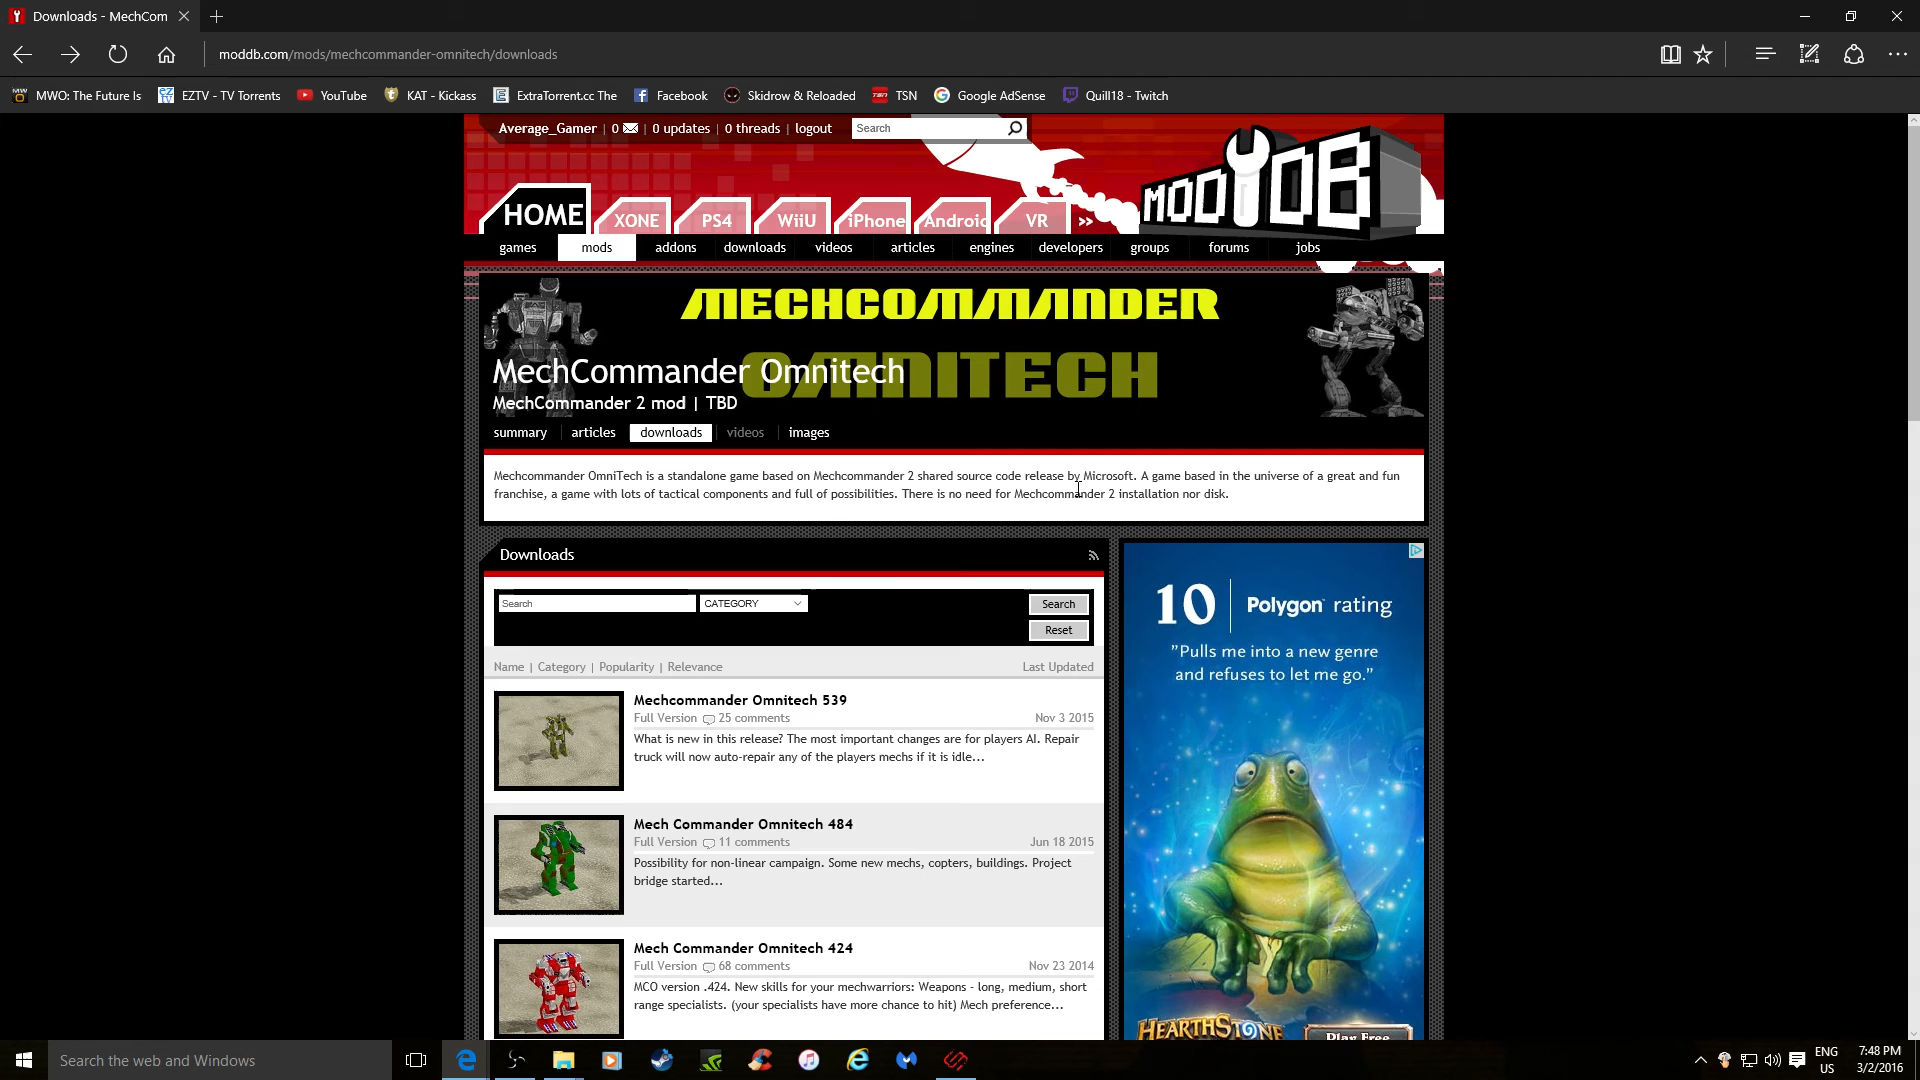 Downloads - MechCom
moddb.com/mods/mechcommander-omnitech/downloads
MWO: The Future Is
EZTV - TV Torrents
YouTube
KAT - Kickass
ExtraTorrent.cc The
Facebook
Skidrow & Reloaded
TSN
Google AdSense
Quill18 - Twitch
Average_Gamer | 0 | 0 updates | 0 threads | logout
Search
MODDB
HOME
XONE
PS4
WiiU
iPhone
Android
VR
»
games
mods
addons
downloads
videos
articles
engines
developers
groups
forums
jobs
MECHCOMMANDER
OMNITECH
MechCommander Omnitech
MechCommander 2 mod | TBD
summary
articles
downloads
videos
images
Mechcommander OmniTech is a standalone game based on Mechcommander 2 shared source code release by Microsoft. A game based in the universe of a great and fun
franchise, a game with lots of tactical components and full of possibilities. There is no need for Mechcommander 2 installation nor disk.
Downloads
Search
CATEGORY
Search
Reset
Name | Category | Popularity | Relevance
Last Updated
Mechcommander Omnitech 539
Full Version 25 comments
Nov 3 2015
What is new in this release? The most important changes are for players AI. Repair
truck will now auto-repair any of the players mechs if it is idle...
Mech Commander Omnitech 484
Full Version 11 comments
Jun 18 2015
Possibility for non-linear campaign. Some new mechs, copters, buildings. Project
bridge started...
Mech Commander Omnitech 424
Full Version 68 comments
Nov 23 2014
MCO version .424. New skills for your mechwarriors: Weapons - long, medium, short
range specialists. (your specialists have more chance to hit) Mech preference...
10 Polygon rating
"Pulls me into a new genre
and refuses to let me go."
HEARTHSTONE
Play Free
Search the web and Windows
ENG
US
7:48 PM
3/2/2016